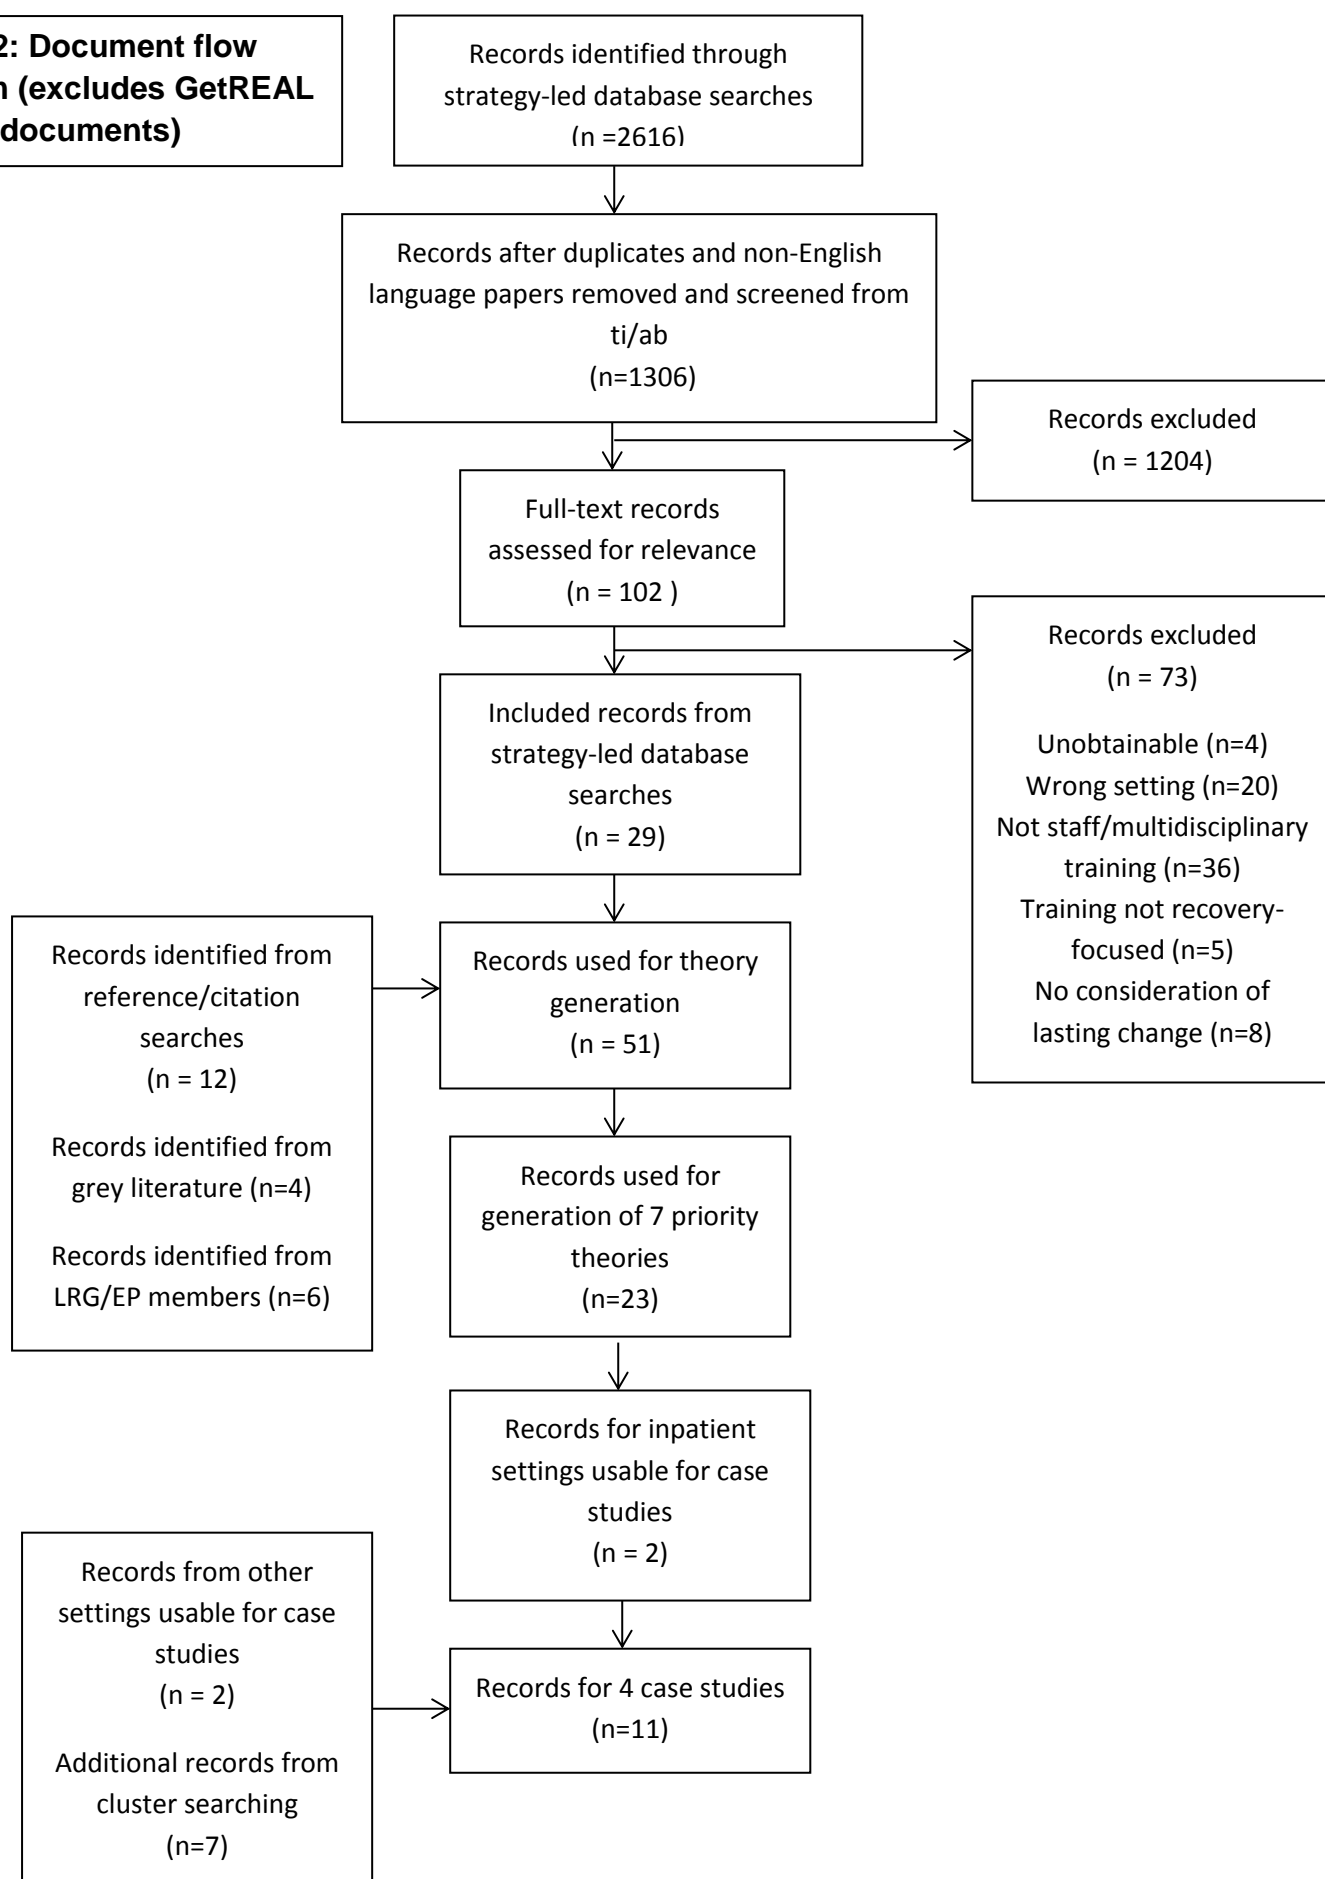 2: Document flow
(excludes GetREAL
documents)
Records identified through
strategy-led database searches
(n =2616)
Records after duplicates and non-English
language papers removed and screened from
ti/ab
(n=1306)
Records excluded
(n = 1204)
Full-text records
assessed for relevance
(n = 102 )
Records excluded
(n = 73)
Unobtainable (n=4)
Wrong setting (n=20)
Not staff/multidisciplinary
training (n=36)
Training not recovery-
focused (n=5)
No consideration of
lasting change (n=8)
Included records from
strategy-led database
searches
(n = 29)
Records identified from
reference/citation
searches
(n = 12)
Records identified from
grey literature (n=4)
Records identified from
LRG/EP members (n=6)
Records used for theory
generation
(n = 51)
Records used for
generation of 7 priority
theories
(n=23)
Records for inpatient
settings usable for case
studies
(n = 2)
Records from other
settings usable for case
studies
(n = 2)
Additional records from
cluster searching
(n=7)
Records for 4 case studies
(n=11)